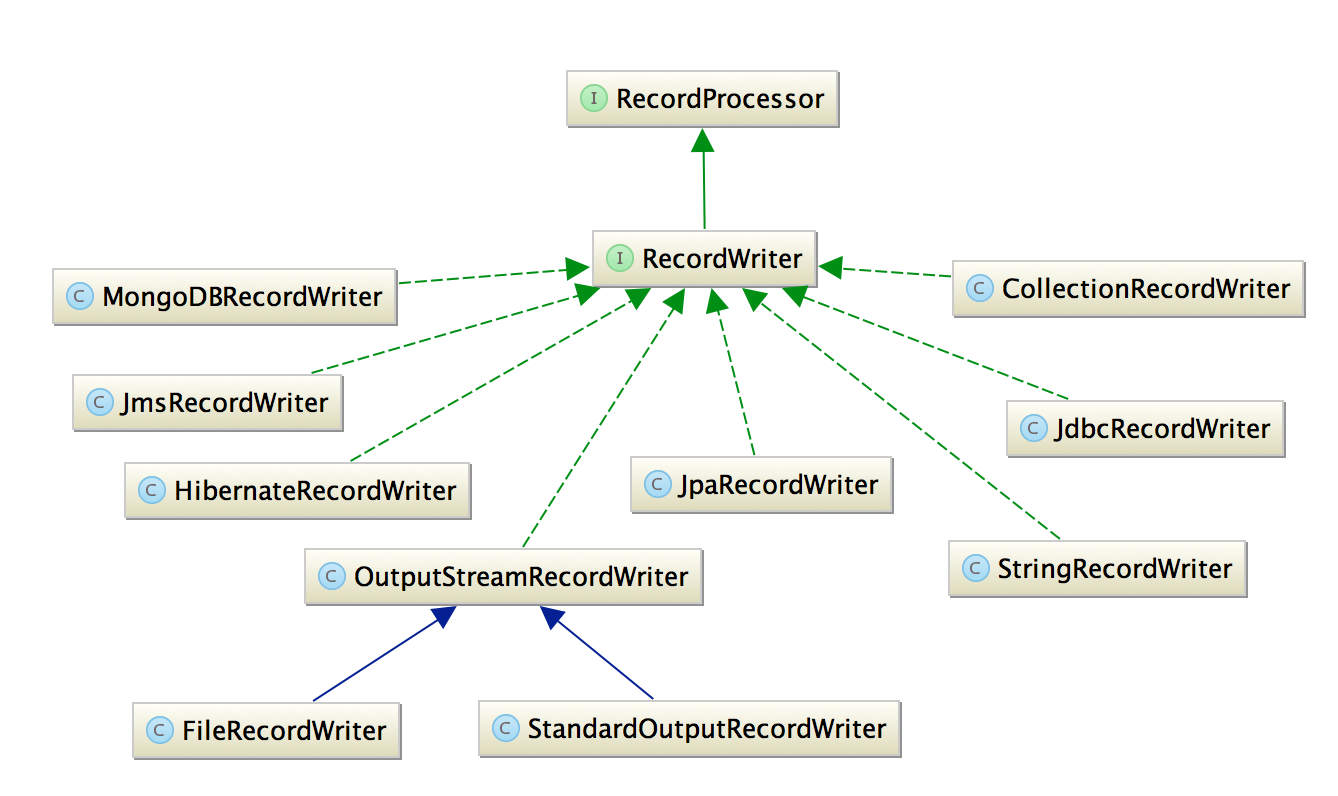 I RecordProcessor
I RecordWriter
C MongoDBRecordWriter
C CollectionRecordWriter
C JmsRecordWriter
C JdbcRecordWriter
C HibernateRecordWriter
C JpaRecordWriter
C OutputStreamRecordWriter
C StringRecordWriter
C FileRecordWriter
C StandardOutputRecordWriter